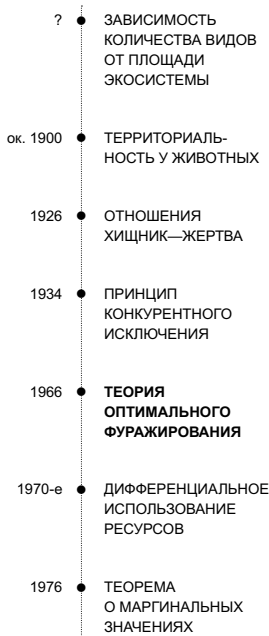 ? ЗАВИСИМОСТЬ
КОЛИЧЕСТВА ВИДОВ
ОТ ПЛОЩАДИ
ЭКОСИСТЕМЫ
ок. 1900 ТЕРРИТОРИАЛЬ-
НОСТЬ У ЖИВОТНЫХ
1926 ОТНОШЕНИЯ
ХИЩНИК—ЖЕРТВА
1934 ПРИНЦИП
КОНКУРЕНТНОГО
ИСКЛЮЧЕНИЯ
1966 ТЕОРИЯ
ОПТИМАЛЬНОГО
ФУРАЖИРОВАНИЯ
1970-е ДИФФЕРЕНЦИАЛЬНОЕ
ИСПОЛЬЗОВАНИЕ
РЕСУРСОВ
1976 ТЕОРЕМА
О МАРГИНАЛЬНЫХ
ЗНАЧЕНИЯХ